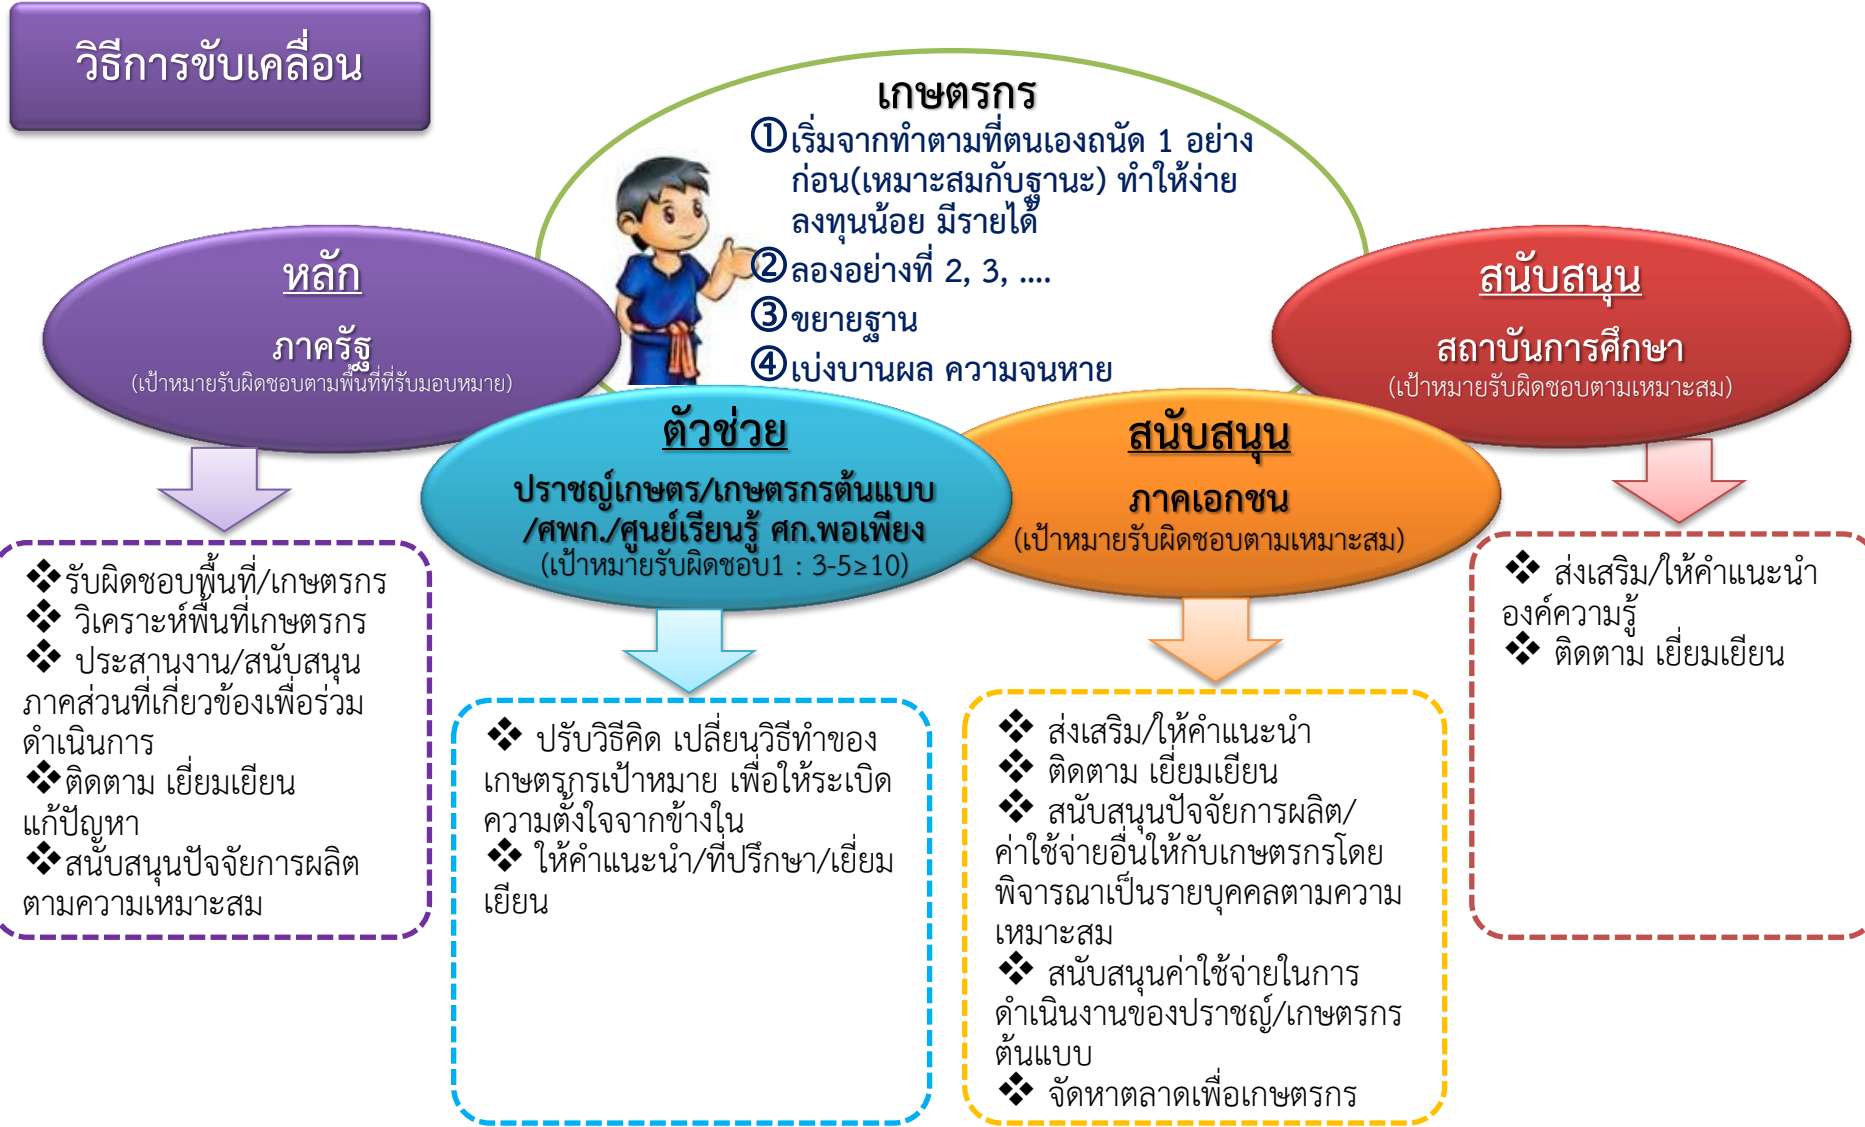 วิธีการขับเคลื่อน
เกษตรกร
①เริ่มจากทำตามที่ตนเองถนัด 1 อย่าง
ก่อน(เหมาะสมกับฐานะ) ทำให้ง่าย
ลงทุนน้อย มีรายได้
②ลองอย่างที่ 2, 3, ....
③ขยายฐาน
④เบ่งบานผล ความจนหาย
หลัก
ภาครัฐ
(เป้าหมายรับผิดชอบตามพื้นที่ที่รับมอบหมาย)
❖รับผิดชอบพื้นที่/เกษตรกร
❖ วิเคราะห์พื้นที่เกษตรกร
❖ ประสานงาน/สนับสนุน
ภาคส่วนที่เกี่ยวข้องเพื่อร่วม
ดำเนินการ
❖ติดตาม เยี่ยมเยียน
แก้ปัญหา
❖สนับสนุนปัจจัยการผลิต
ตามความเหมาะสม
ตัวช่วย
ปราชญ์เกษตร/เกษตรกรต้นแบบ
/ศพก./ศูนย์เรียนรู้ ศก.พอเพียง
(เป้าหมายรับผิดชอบ1 : 3-5≥10)
❖ ปรับวิธีคิด เปลี่ยนวิธีทำของ
เกษตรกรเป้าหมาย เพื่อให้ระเบิด
ความตั้งใจจากข้างใน
❖ ให้คำแนะนำ/ที่ปรึกษา/เยี่ยม
เยียน
สนับสนุน
ภาคเอกชน
(เป้าหมายรับผิดชอบตามเหมาะสม)
❖ ส่งเสริม/ให้คำแนะนำ
❖ ติดตาม เยี่ยมเยียน
❖ สนับสนุนปัจจัยการผลิต/
ค่าใช้จ่ายอื่นให้กับเกษตรกรโดย
พิจารณาเป็นรายบุคคลตามความ
เหมาะสม
❖ สนับสนุนค่าใช้จ่ายในการ
ดำเนินงานของปราชญ์/เกษตรกร
ต้นแบบ
❖ จัดหาตลาดเพื่อเกษตรกร
สนับสนุน
สถาบันการศึกษา
(เป้าหมายรับผิดชอบตามเหมาะสม)
❖ ส่งเสริม/ให้คำแนะนำ
องค์ความรู้
❖ ติดตาม เยี่ยมเยียน